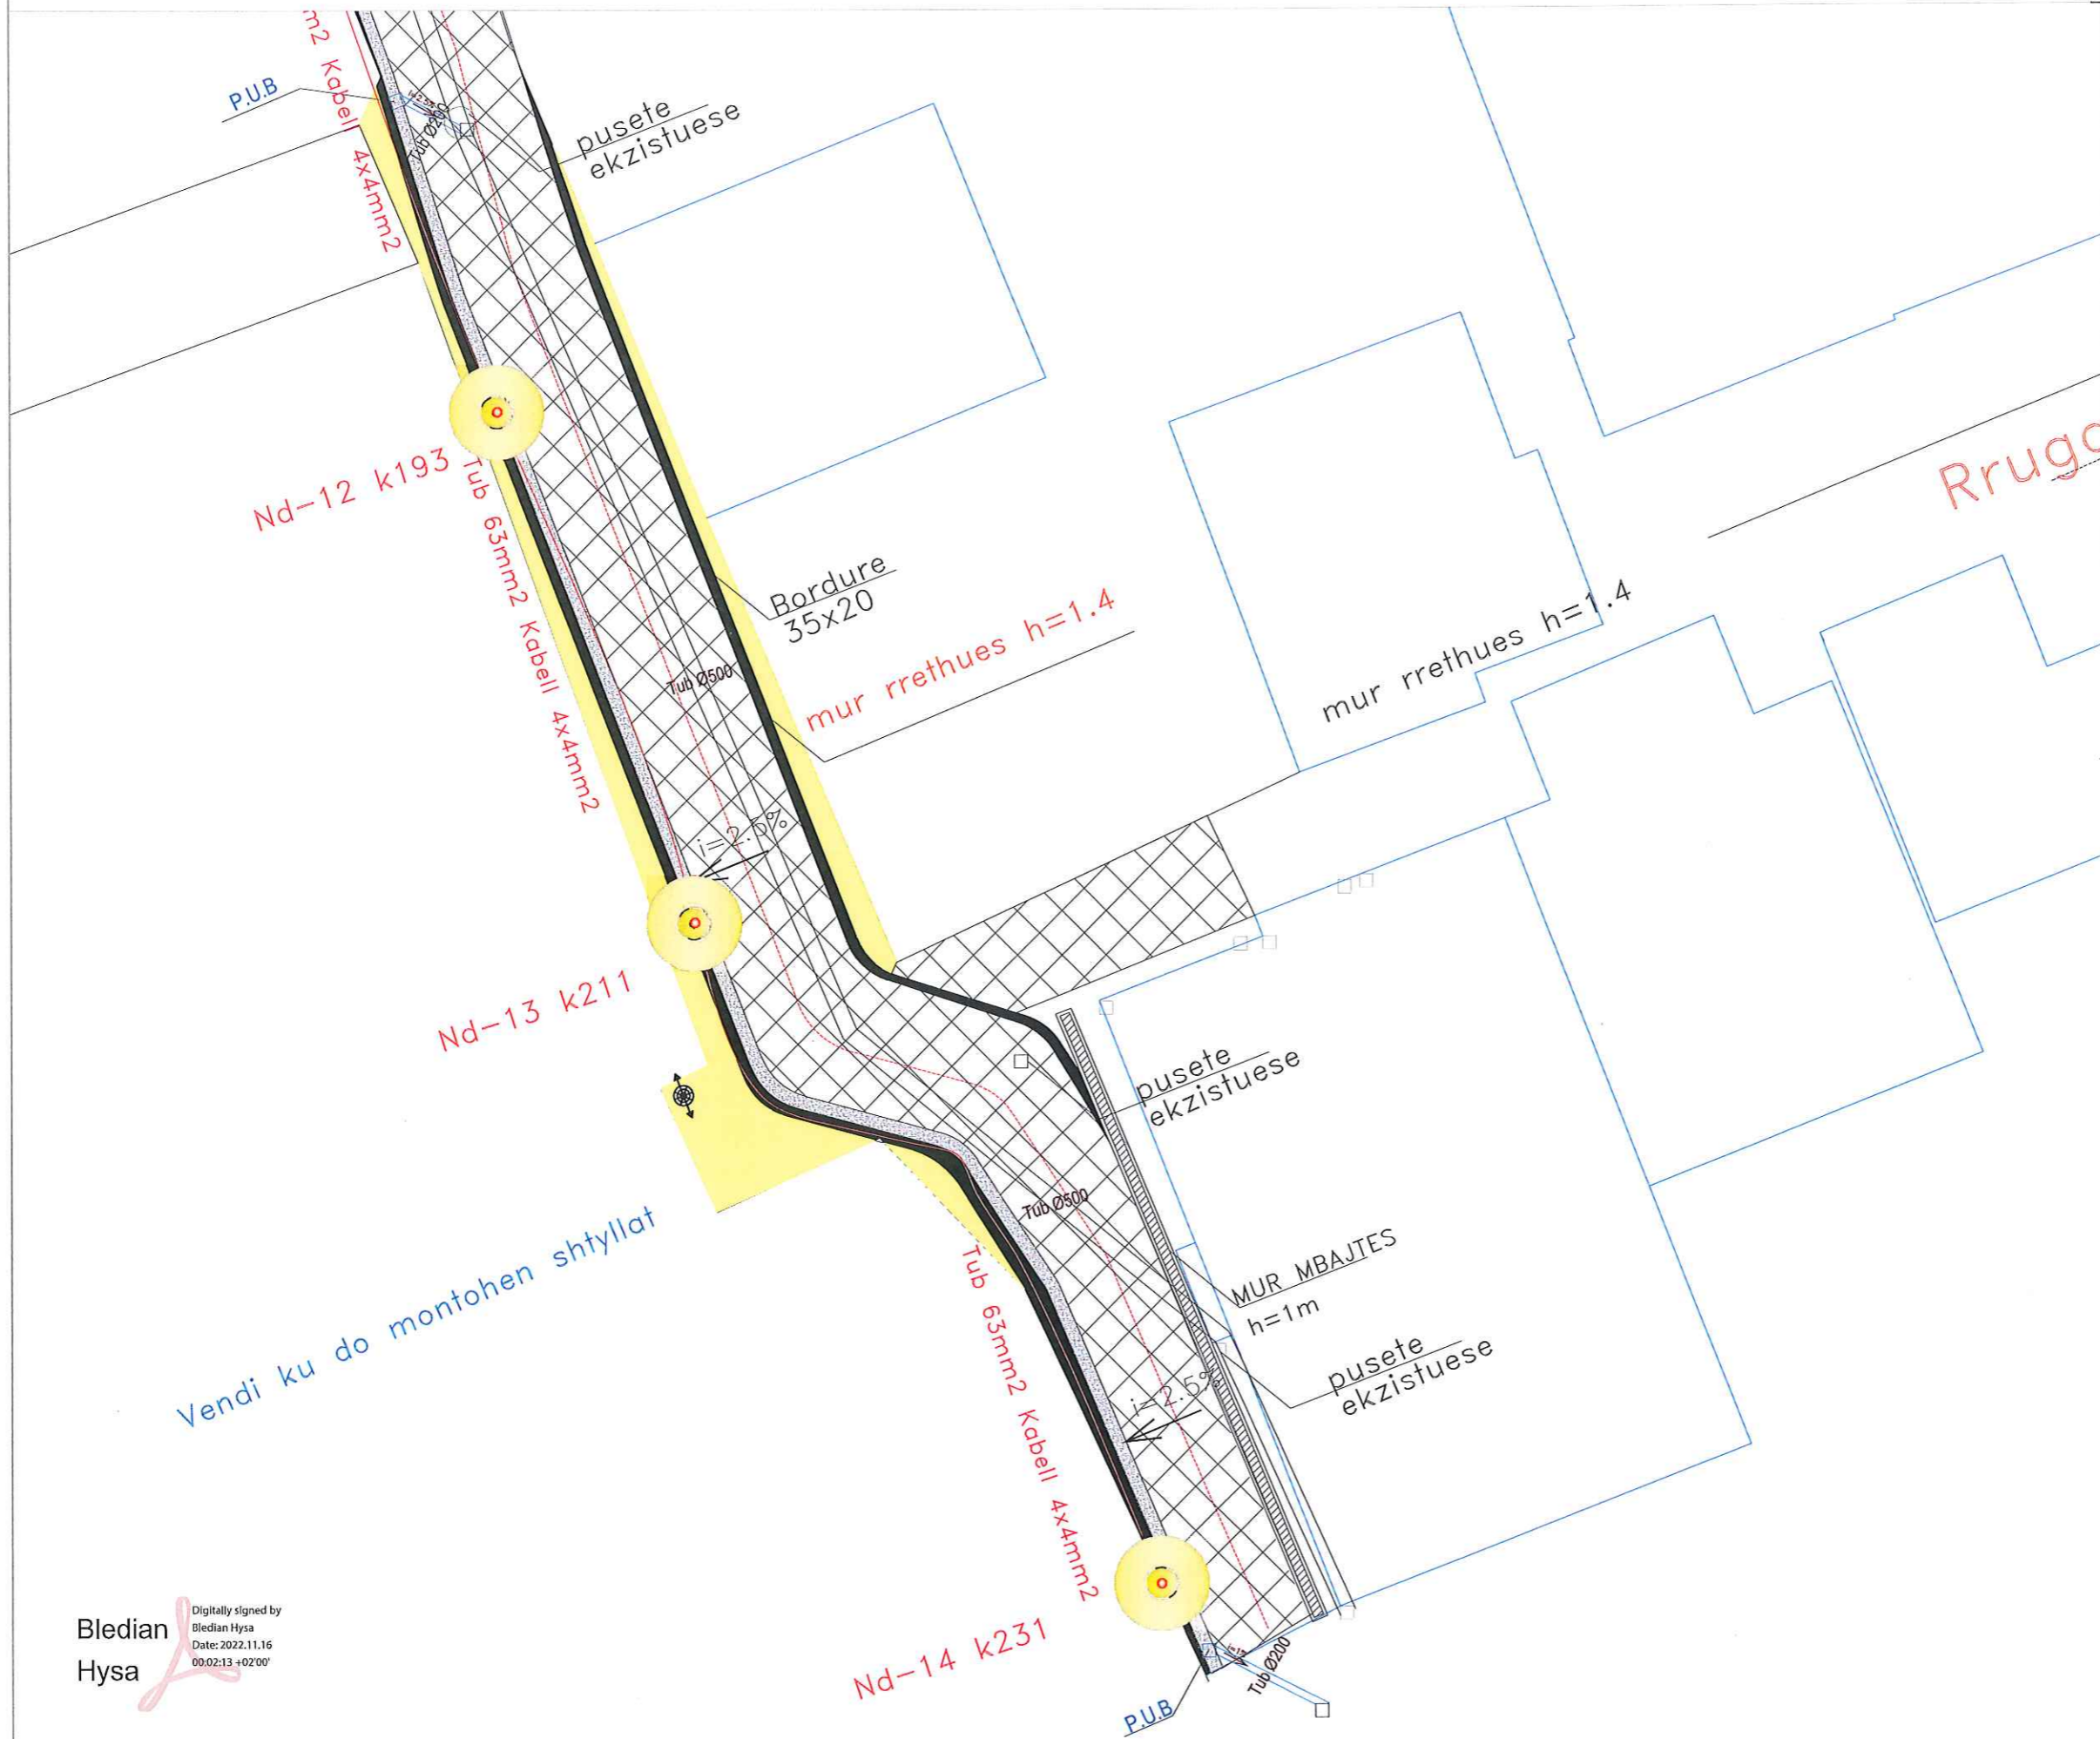 m2 Kabell 4x4mm2
P.U.B
Tub Ø200
pusete
ekzistuese
Nd-12 k193
Tub 63mm2 Kabell 4x4mm2
Bordure
35x20
Tub Ø500
mur rrethues h=1.4
mur rrethues h=1.4
Rruga
i=2.5%
Nd-13 k211
pusete
ekzistuese
Tub Ø500
Vendi ku do montohen shtyllat
Tub 63mm2 Kabell 4x4mm2
MUR MBAJTES
h=1m
pusete
ekzistuese
i=2.5%
Nd-14 k231
Tub Ø200
P.U.B
Bledian
Hysa
Digitally signed by
Bledian Hysa
Date: 2022.11.16
00:02:13 +02'00'